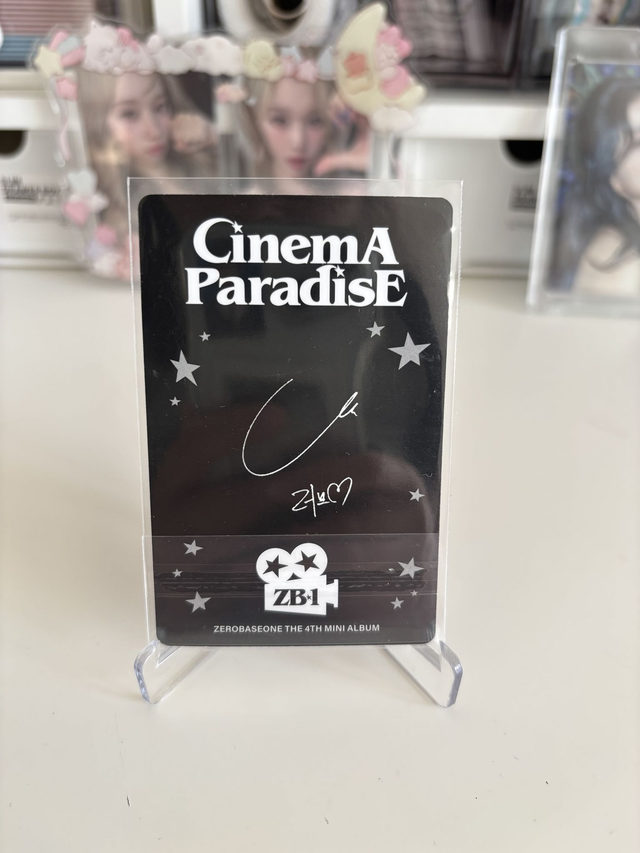 CinemA
ParadisE
ZB1
ZEROBASEONE THE 4TH MINI ALBUM